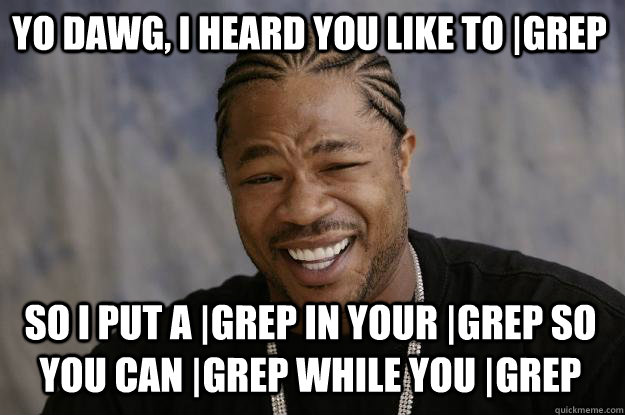 YO DAWG, I HEARD YOU LIKE TO |GREP
SO I PUT A |GREP IN YOUR |GREP SO
YOU CAN |GREP WHILE YOU |GREP
quickmeme.com